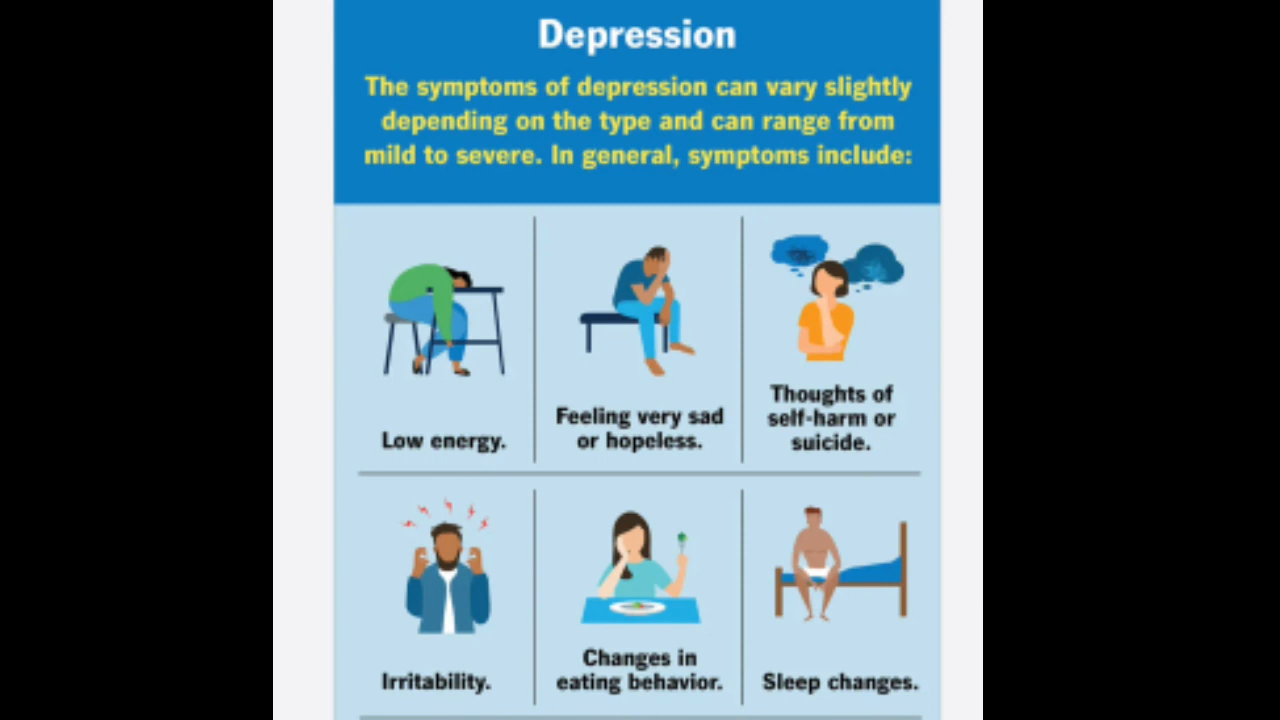 Depression
The symptoms of depression can vary slightly
depending on the type and can range from
mild to severe. In general, symptoms include:
Low energy.
Feeling very sad
or hopeless.
Thoughts of
self-harm or
suicide.
Irritability.
Changes in
eating behavior.
Sleep changes.